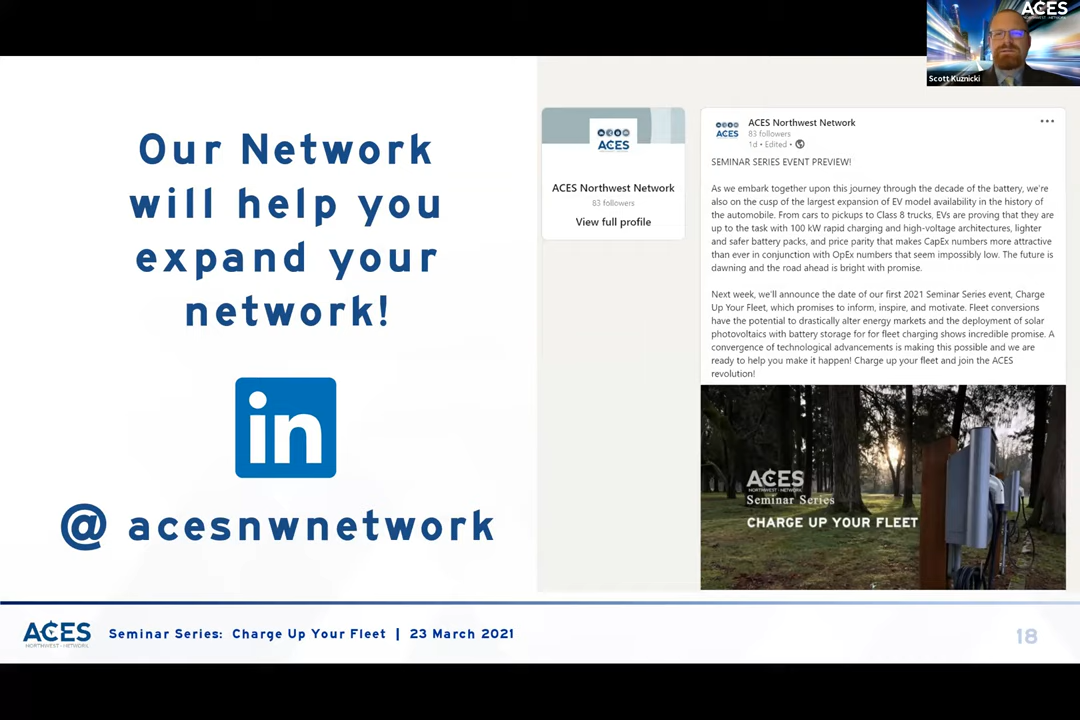 ACES
NORTHWEST · NETWORK
Scott Kuznicki
Our Network
will help you
expand your
network!
in
@ acesnwnetwork
ACES
ACES Northwest Network
83 followers
View full profile
ACES
ACES Northwest Network
83 followers
1d • Edited •
SEMINAR SERIES EVENT PREVIEW!
As we embark together upon this journey through the decade of the battery, we're
also on the cusp of the largest expansion of EV model availability in the history of
the automobile. From cars to pickups to Class 8 trucks, EVs are proving that they are
up to the task with 100 kW rapid charging and high-voltage architectures, lighter
and safer battery packs, and price parity that makes CapEx numbers more attractive
than ever in conjunction with OpEx numbers that seem impossibly low. The future is
dawning and the road ahead is bright with promise.
Next week, we'll announce the date of our first 2021 Seminar Series event, Charge
Up Your Fleet, which promises to inform, inspire, and motivate. Fleet conversions
have the potential to drastically alter energy markets and the deployment of solar
photovoltaics with battery storage for for fleet charging shows incredible promise. A
convergence of technological advancements is making this possible and we are
ready to help you make it happen! Charge up your fleet and join the ACES
revolution!
ACES
NORTHWEST · NETWORK
Seminar Series
CHARGE UP YOUR FLEET
ACES
NORTHWEST · NETWORK
Seminar Series: Charge Up Your Fleet | 23 March 2021
18